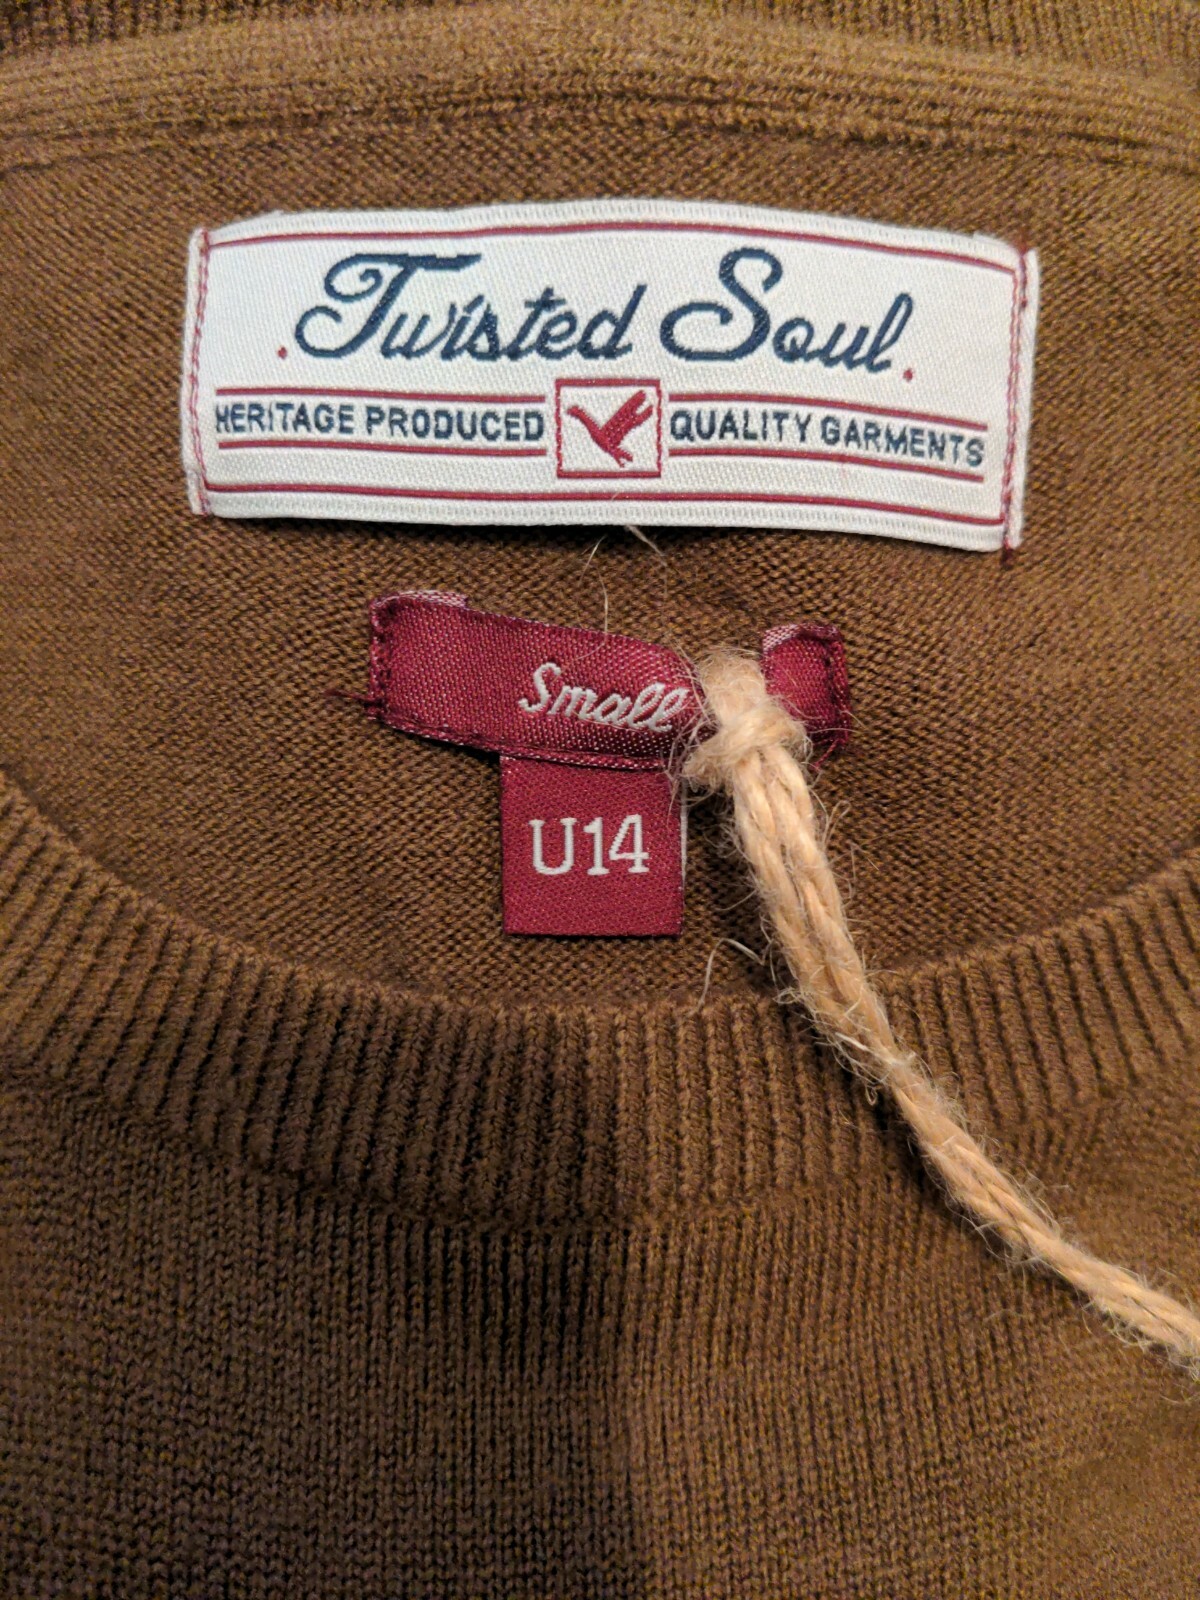 Twisted Soul
HERITAGE PRODUCED QUALITY GARMENTS
Small
U14